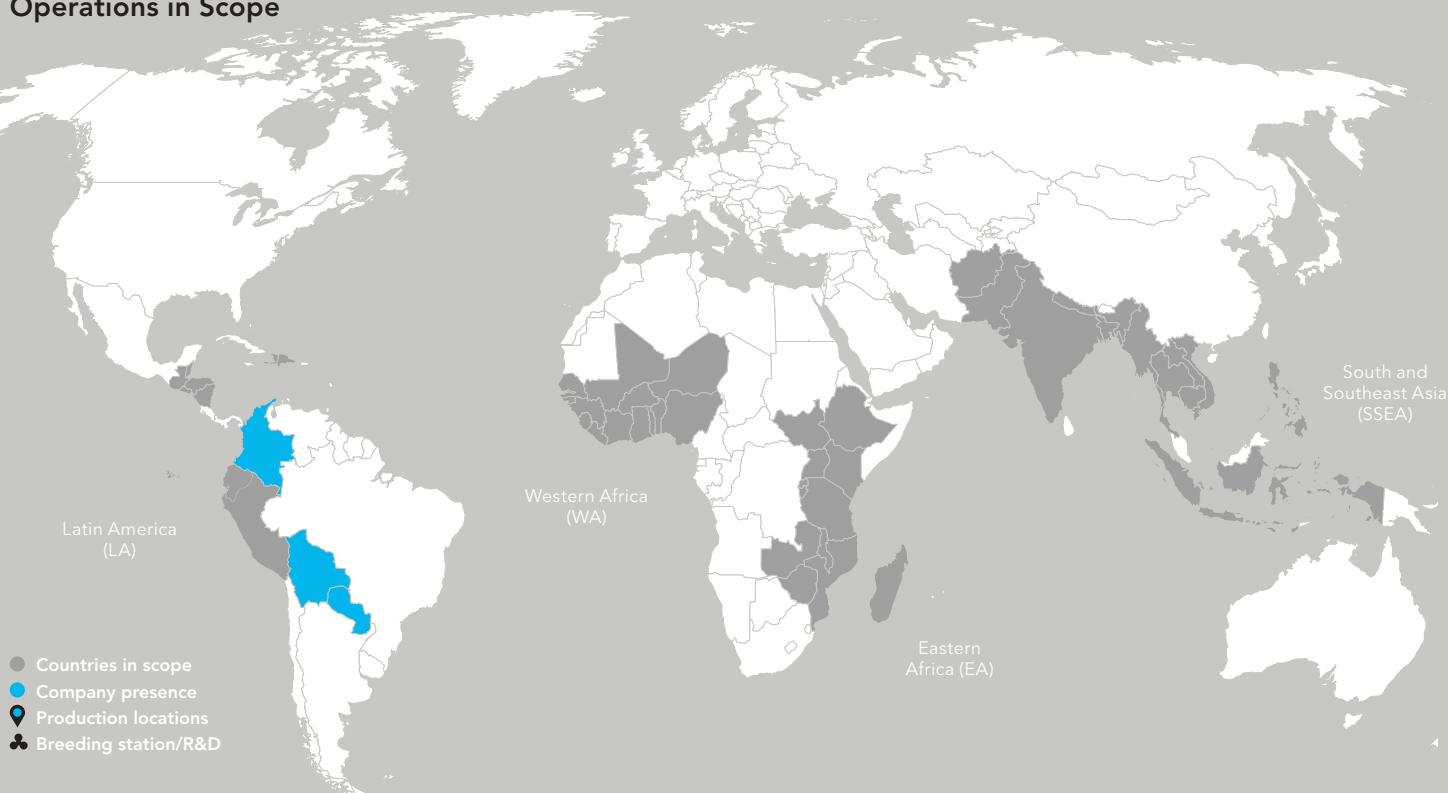 Operations in Scope
South and
Southeast Asia
(SSEA)
Western Africa
(WA)
Latin America
(LA)
Eastern
Africa (EA)
Countries in scope
Company presence
Production locations
Breeding station/R&D